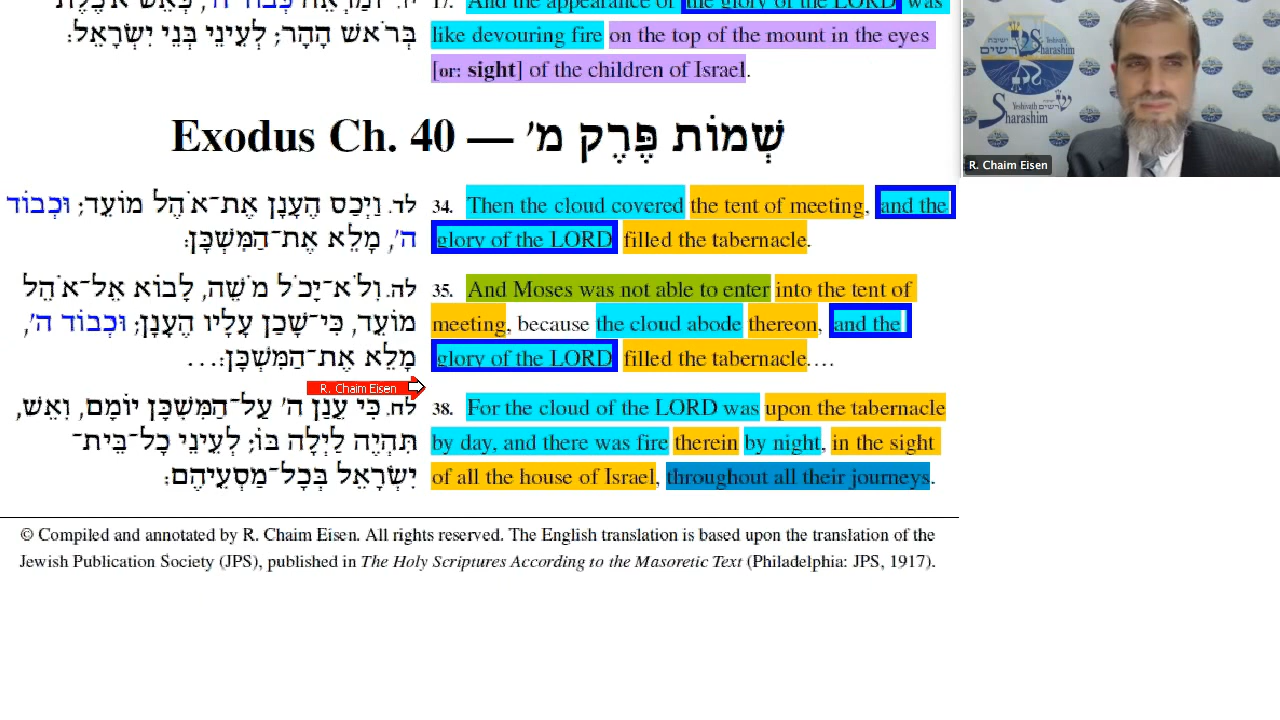 17. And the appearance of the glory of the LORD was
like devouring fire on the top of the mount in the eyes
[or: sight] of the children of Israel.
בְּרֹאשׁ הָהָר; לְעֵינֵי בְּנֵי יִשְׂרָאֵל:
Exodus Ch. 40 — שְׁמוֹת פֶּרֶק מ'
34. Then the cloud covered the tent of meeting, and the
glory of the LORD filled the tabernacle.
לד. וַיְכַס הֶעָנָן אֶת־אֹהֶל מוֹעֵד; וּכְבוֹד
ה', מָלֵא אֶת־הַמִּשְׁכָּן:
35. And Moses was not able to enter into the tent of
meeting, because the cloud abode thereon, and the
glory of the LORD filled the tabernacle....
לה. וְלֹא־יָכֹל מֹשֶׁה, לָבוֹא אֶל־אֹהֶל
מוֹעֵד, כִּי־שָׁכַן עָלָיו הֶעָנָן; וּכְבוֹד ה',
מָלֵא אֶת־הַמִּשְׁכָּן:...
R. Chaim Eisen
38. For the cloud of the LORD was upon the tabernacle
by day, and there was fire therein by night, in the sight
of all the house of Israel, throughout all their journeys.
לח. כִּי עֲנַן ה' עַל־הַמִּשְׁכָּן יוֹמָם, וְאֵשׁ,
תִּהְיֶה לַיְלָה בּוֹ; לְעֵינֵי כָל־בֵּית־
יִשְׂרָאֵל בְּכָל־מַסְעֵיהֶם:
© Compiled and annotated by R. Chaim Eisen. All rights reserved. The English translation is based upon the translation of the
Jewish Publication Society (JPS), published in The Holy Scriptures According to the Masoretic Text (Philadelphia: JPS, 1917).
Yeshivath
Sharashim
ישיבת
שרשים
Yeshivath
Sharashim
R. Chaim Eisen